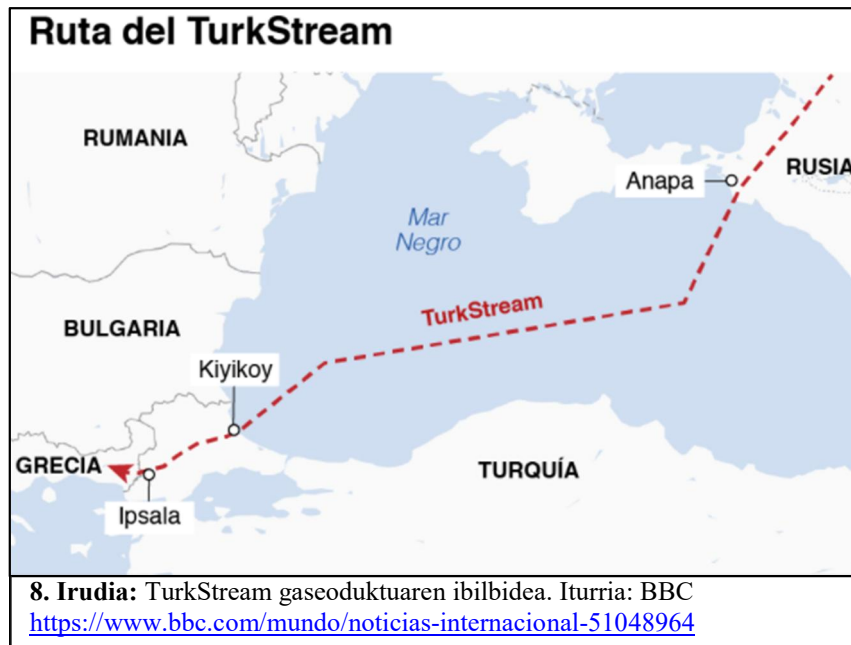 Ruta del TurkStream
RUMANIA
Anapa
RUSIA
Mar
Negro
TurkStream
BULGARIA
Kiyikoy
GRECIA
TURQUÍA
Ipsala
8. Irudia: TurkStream gaseoduktuaren ibilbidea. Iturria: BBC
https://www.bbc.com/mundo/noticias-internacional-51048964